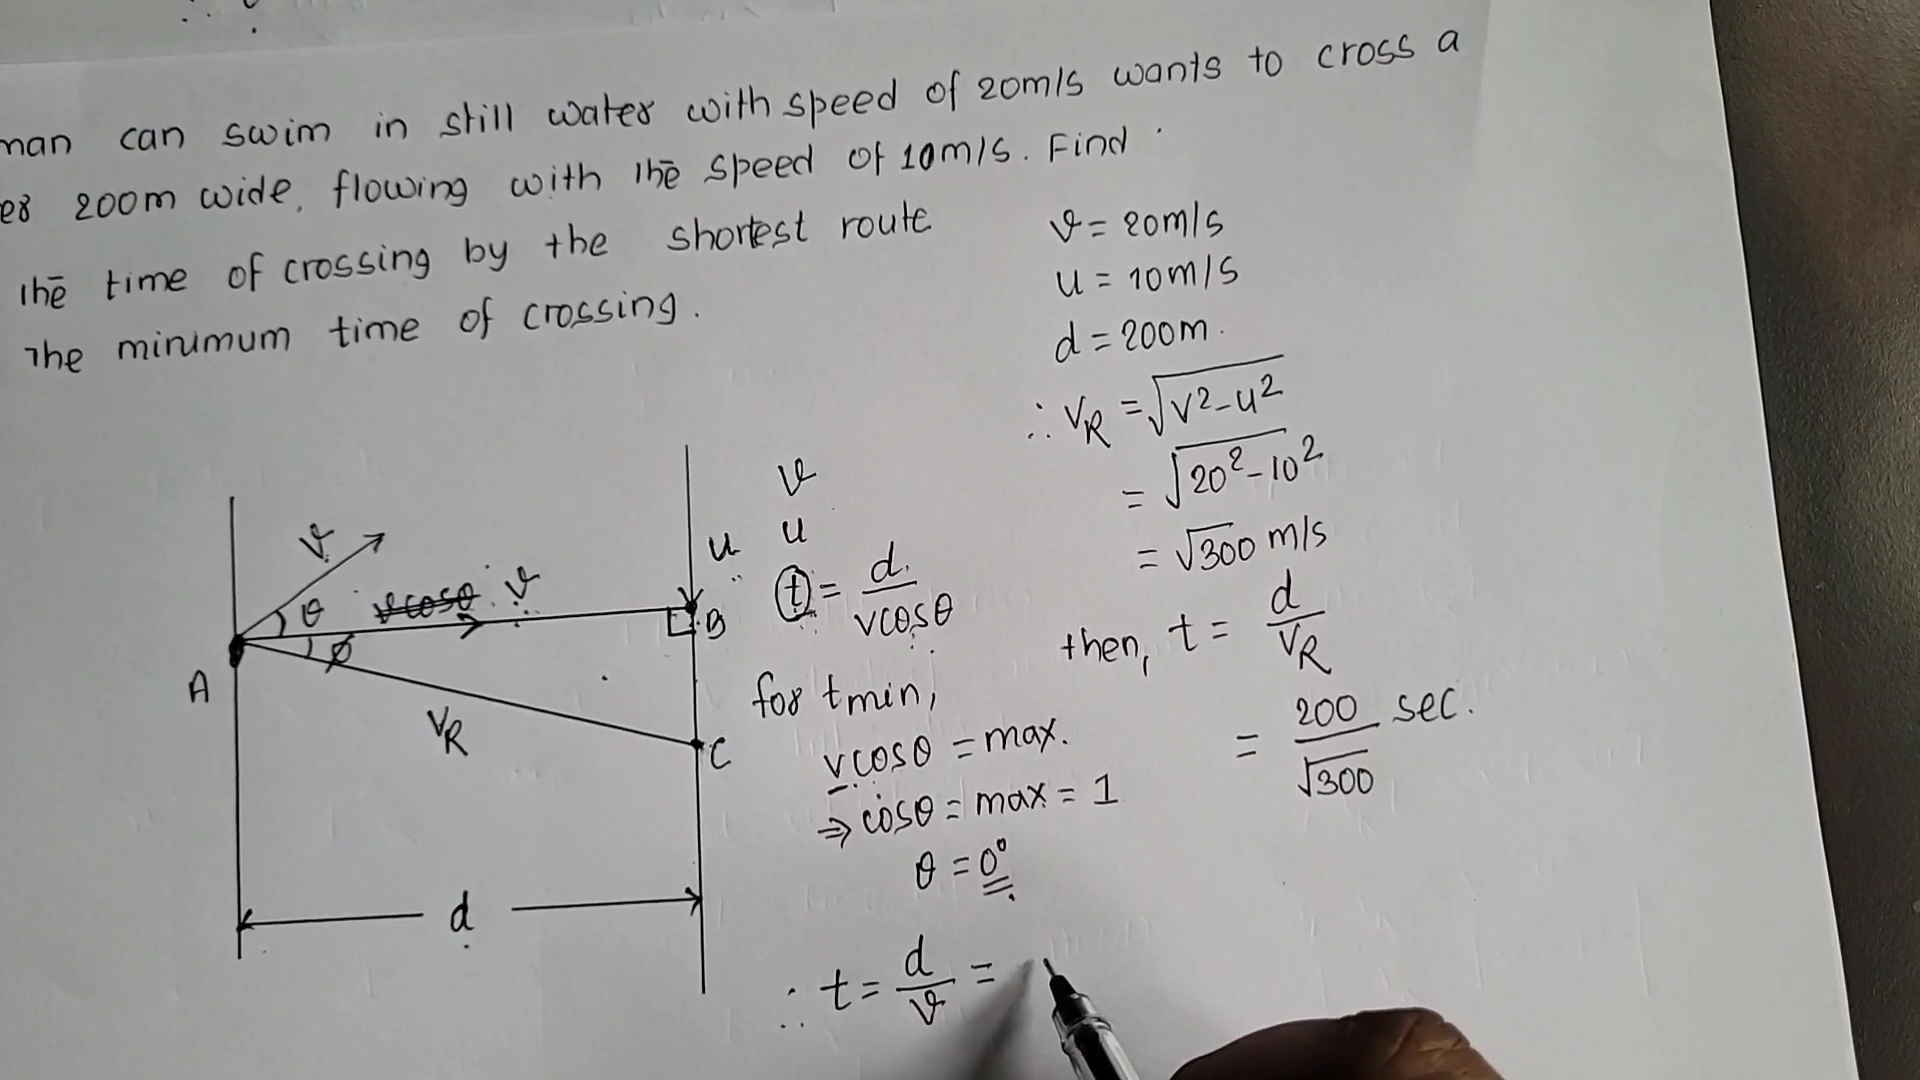 man can swim in still water with speed of 20m/s wants to cross a
er 200m wide, flowing with the speed of 10m/s. Find
the time of crossing by the shortest route
The minimum time of crossing.
v = 20m/s
u = 10m/s
d = 200m.
∴ VR = √V²-u²
= √20²-10²
= √300 m/s
then, t = d/VR
= 200/√300 sec.
v
u
t = d./vcosθ
for tmin,
vcosθ = max.
⇒ cosθ = max = 1
θ = 0°
∴ t = d/v =
v
θ
vcosθ v
u
B
A
φ
VR
C
d